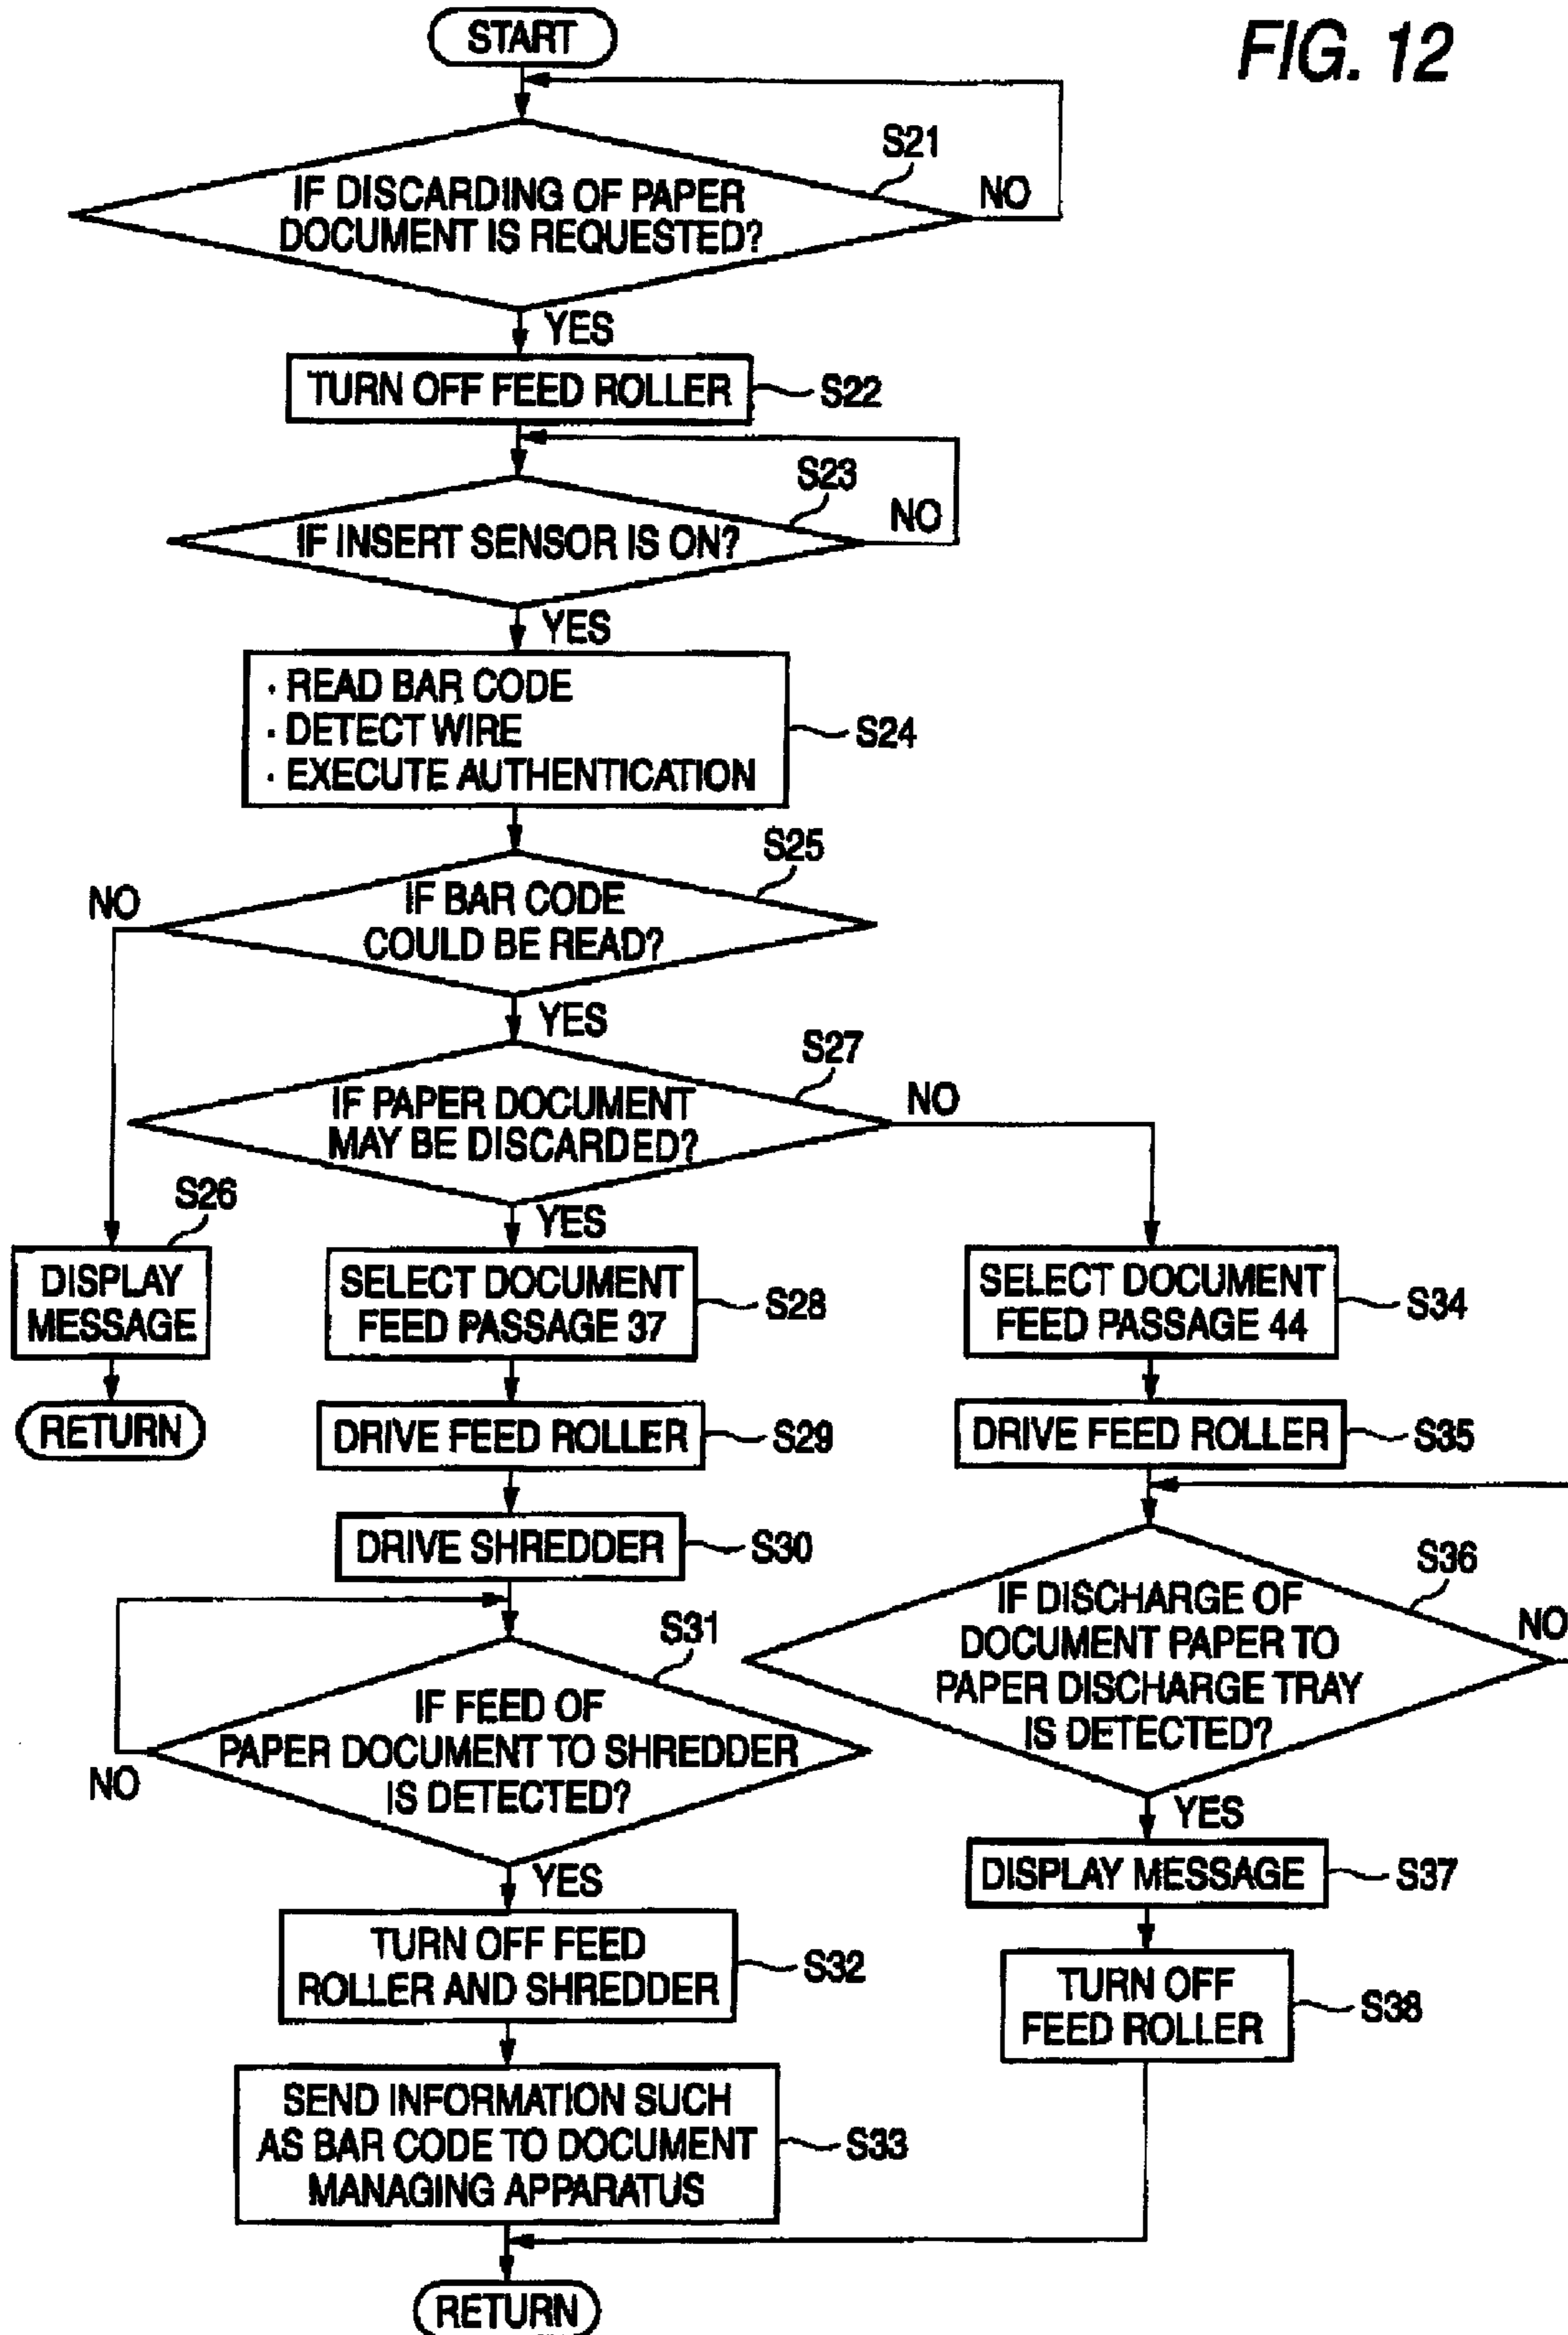 FIG. 12
START
S21
IF DISCARDING OF PAPER
DOCUMENT IS REQUESTED?
NO
YES
TURN OFF FEED ROLLER
S22
S23
IF INSERT SENSOR IS ON?
NO
YES
· READ BAR CODE
· DETECT WIRE
· EXECUTE AUTHENTICATION
S24
S25
NO
IF BAR CODE
COULD BE READ?
YES
S27
IF PAPER DOCUMENT
MAY BE DISCARDED?
NO
S26
YES
DISPLAY
MESSAGE
RETURN
SELECT DOCUMENT
FEED PASSAGE 37
S28
DRIVE FEED ROLLER
S29
DRIVE SHREDDER
S30
S31
IF FEED OF
PAPER DOCUMENT TO SHREDDER
IS DETECTED?
NO
YES
TURN OFF FEED
ROLLER AND SHREDDER
S32
SEND INFORMATION SUCH
AS BAR CODE TO DOCUMENT
MANAGING APPARATUS
S33
SELECT DOCUMENT
FEED PASSAGE 44
S34
DRIVE FEED ROLLER
S35
S36
IF DISCHARGE OF
DOCUMENT PAPER TO
PAPER DISCHARGE TRAY
IS DETECTED?
NO
YES
DISPLAY MESSAGE
S37
TURN OFF
FEED ROLLER
S38
RETURN